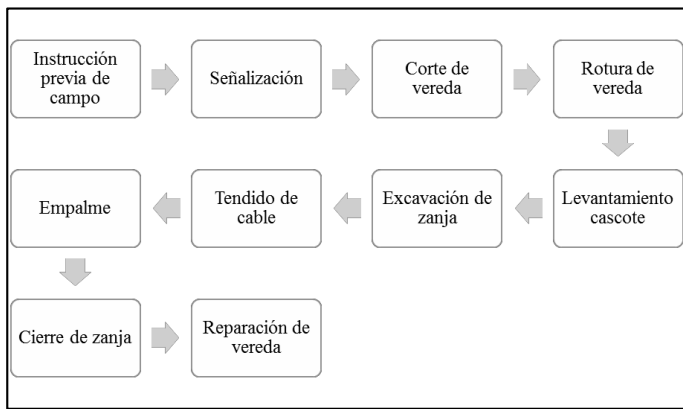 Instrucción
previa de
campo
Señalización
Corte de
vereda
Rotura de
vereda
Levantamiento
cascote
Excavación de
zanja
Tendido de
cable
Empalme
Cierre de zanja
Reparación de
vereda